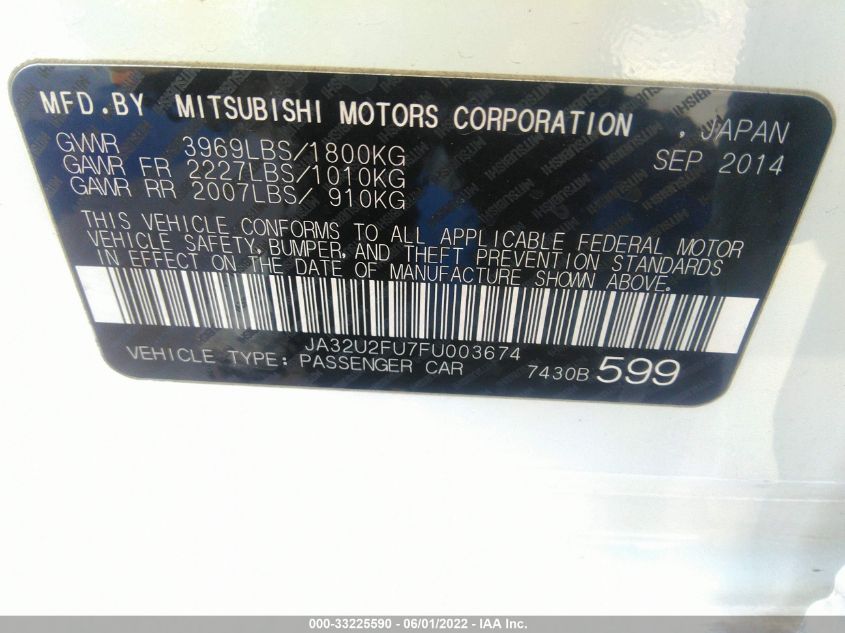 MFD.BY MITSUBISHI MOTORS CORPORATION , JAPAN
GVWR 3969LBS/1800KG SEP 2014
GAWR FR 2227LBS/1010KG
GAWR RR 2007LBS/ 910KG
THIS VEHICLE CONFORMS TO ALL APPLICABLE FEDERAL MOTOR
VEHICLE SAFETY, BUMPER, AND THEFT PREVENTION STANDARDS
IN EFFECT ON THE DATE OF MANUFACTURE SHOWN ABOVE.
JA32U2FU7FU003674
VEHICLE TYPE: PASSENGER CAR 7430B 599
000-33225590 - 06/01/2022 - IAA Inc.